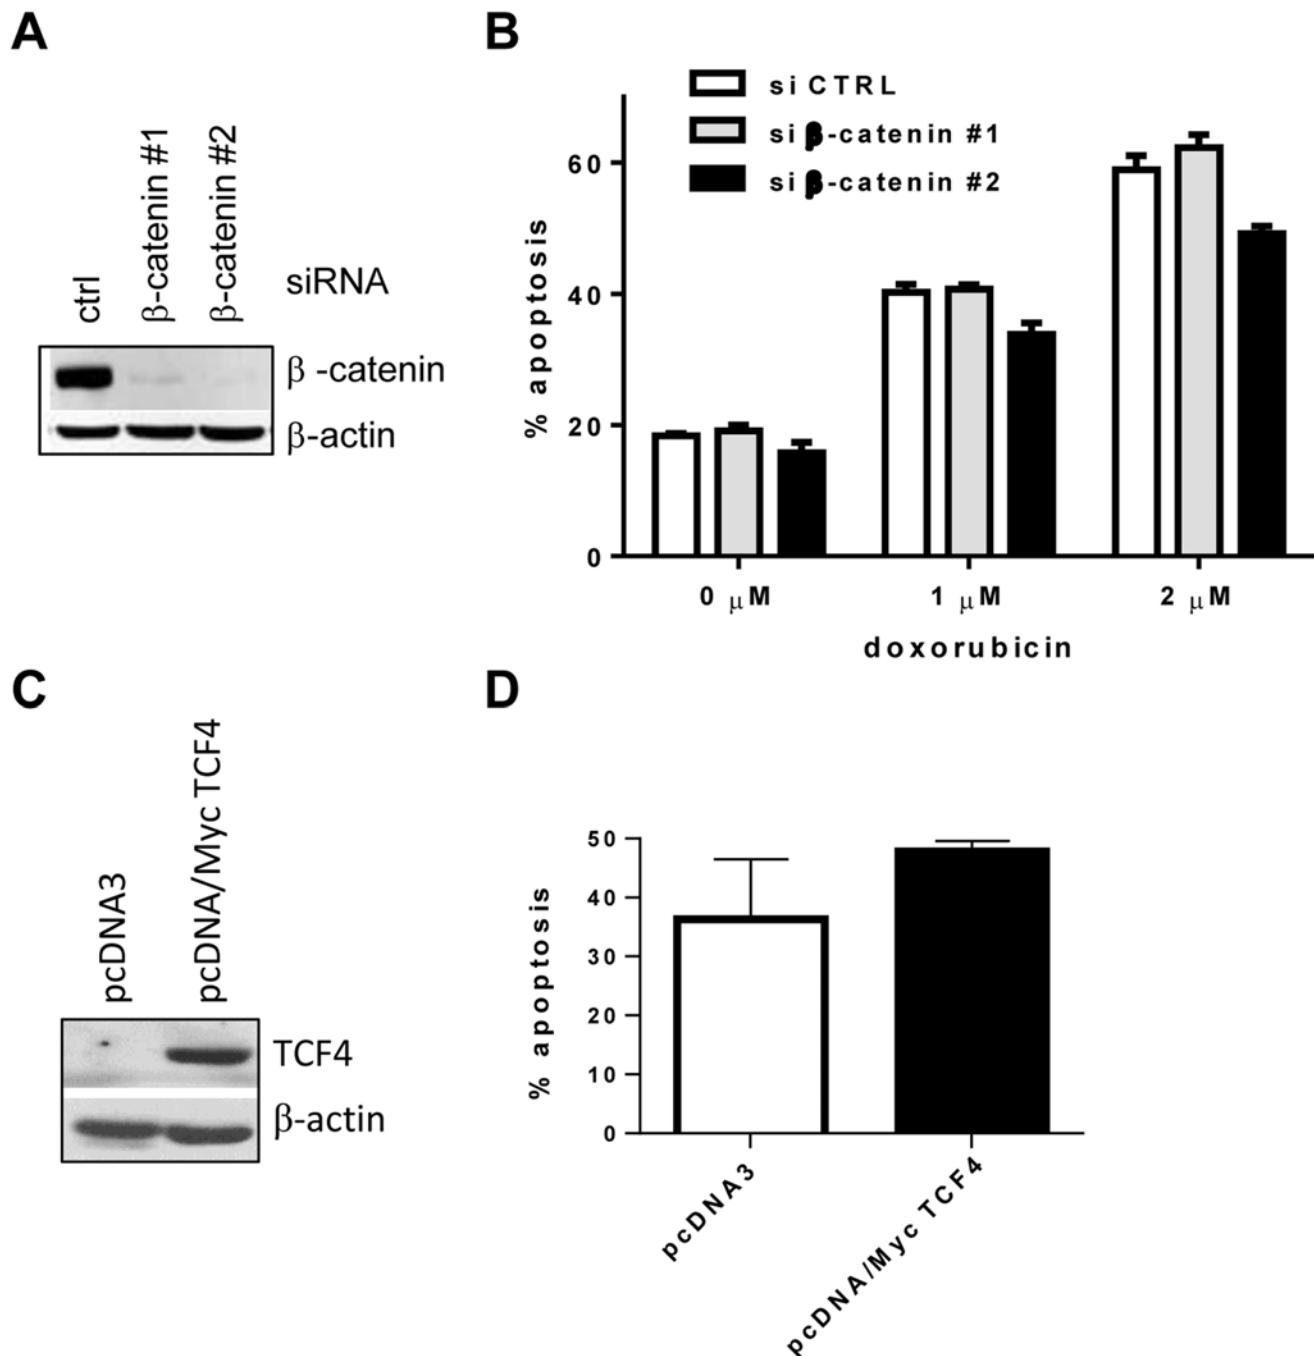 A
ctrl
β-catenin #1
β-catenin #2
siRNA
β -catenin
β-actin
B
si CTRL
si β-catenin #1
si β-catenin #2
% apoptosis
60
40
20
0
0 μM
1 μM
2 μM
doxorubicin
C
pcDNA3
pcDNA/Myc TCF4
TCF4
β-actin
D
% apoptosis
50
40
30
20
10
0
pcDNA3
pcDNA/Myc TCF4